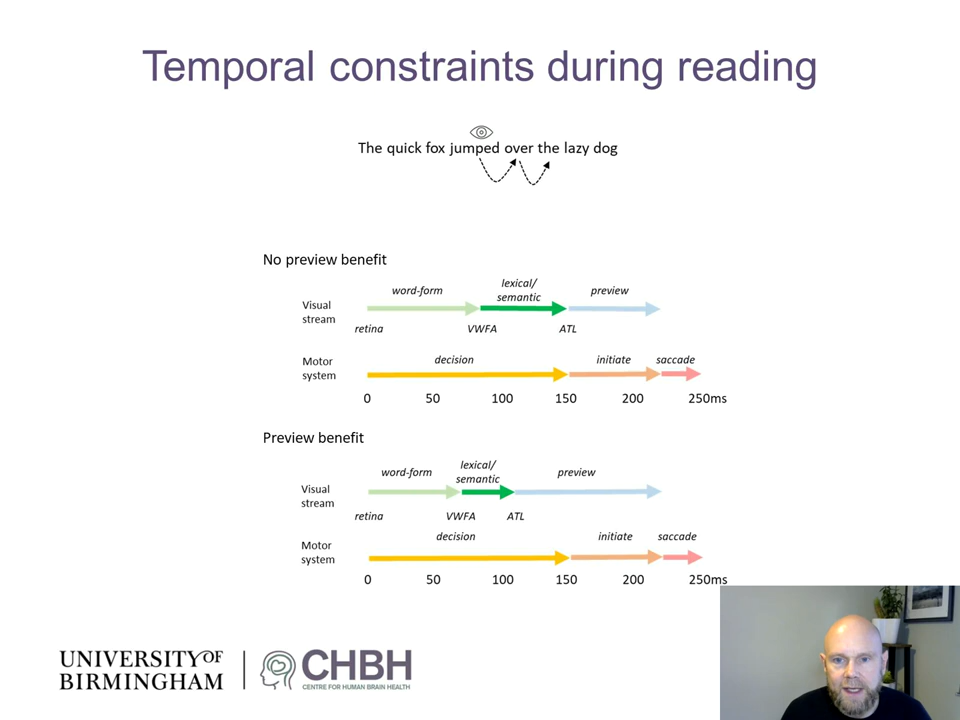 Temporal constraints during reading
The quick fox jumped over the lazy dog
No preview benefit
Visual
stream
word-form
lexical/
semantic
preview
retina
VWFA
ATL
Motor
system
decision
initiate
saccade
0 50 100 150 200 250ms
Preview benefit
Visual
stream
word-form
lexical/
semantic
preview
retina
VWFA
ATL
Motor
system
decision
initiate
saccade
0 50 100 150 200 250ms
UNIVERSITY OF
BIRMINGHAM
CHBH
CENTRE FOR HUMAN BRAIN HEALTH